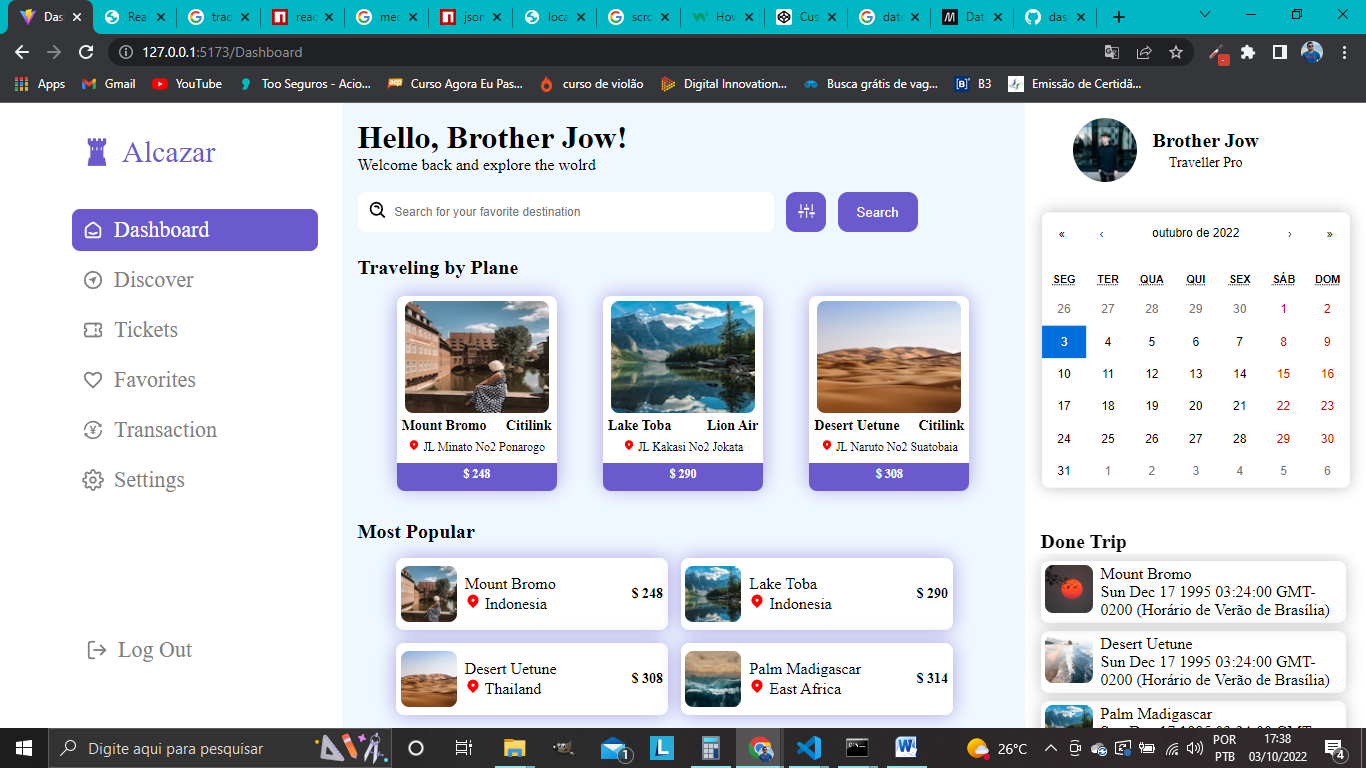 Das
Rea
trad
reac
mec
json
loca
scro
How
Cus
date
Dat
das
127.0.0.1:5173/Dashboard
Apps
Gmail
YouTube
Too Seguros - Acio...
Curso Agora Eu Pas...
curso de violão
Digital Innovation...
Busca grátis de vag...
B3
Emissão de Certidã...
Alcazar
Dashboard
Discover
Tickets
Favorites
Transaction
Settings
Log Out
Hello, Brother Jow!
Welcome back and explore the wolrd
Search for your favorite destination
Search
Traveling by Plane
Mount Bromo Citilink
JL Minato No2 Ponarogo
$ 248
Lake Toba Lion Air
JL Kakasi No2 Jokata
$ 290
Desert Uetune Citilink
JL Naruto No2 Suatobaia
$ 308
Most Popular
Mount Bromo
Indonesia
$ 248
Lake Toba
Indonesia
$ 290
Desert Uetune
Thailand
$ 308
Palm Madigascar
East Africa
$ 314
Brother Jow
Traveller Pro
« ‹ outubro de 2022 › »
SEG TER QUA QUI SEX SÁB DOM
26 27 28 29 30 1 2
3 4 5 6 7 8 9
10 11 12 13 14 15 16
17 18 19 20 21 22 23
24 25 26 27 28 29 30
31 1 2 3 4 5 6
Done Trip
Mount Bromo
Sun Dec 17 1995 03:24:00 GMT-
0200 (Horário de Verão de Brasília)
Desert Uetune
Sun Dec 17 1995 03:24:00 GMT-
0200 (Horário de Verão de Brasília)
Palm Madigascar
Digite aqui para pesquisar
1
L
26°C
POR
PTB
17:38
03/10/2022
4